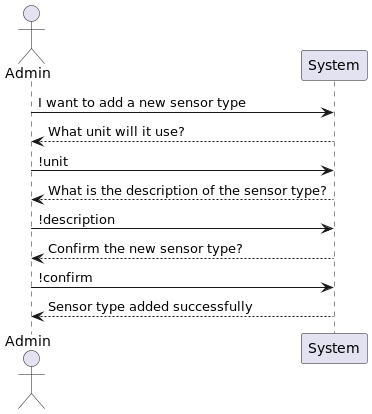 Admin
System
I want to add a new sensor type
What unit will it use?
!unit
What is the description of the sensor type?
!description
Confirm the new sensor type?
!confirm
Sensor type added successfully
Admin
System